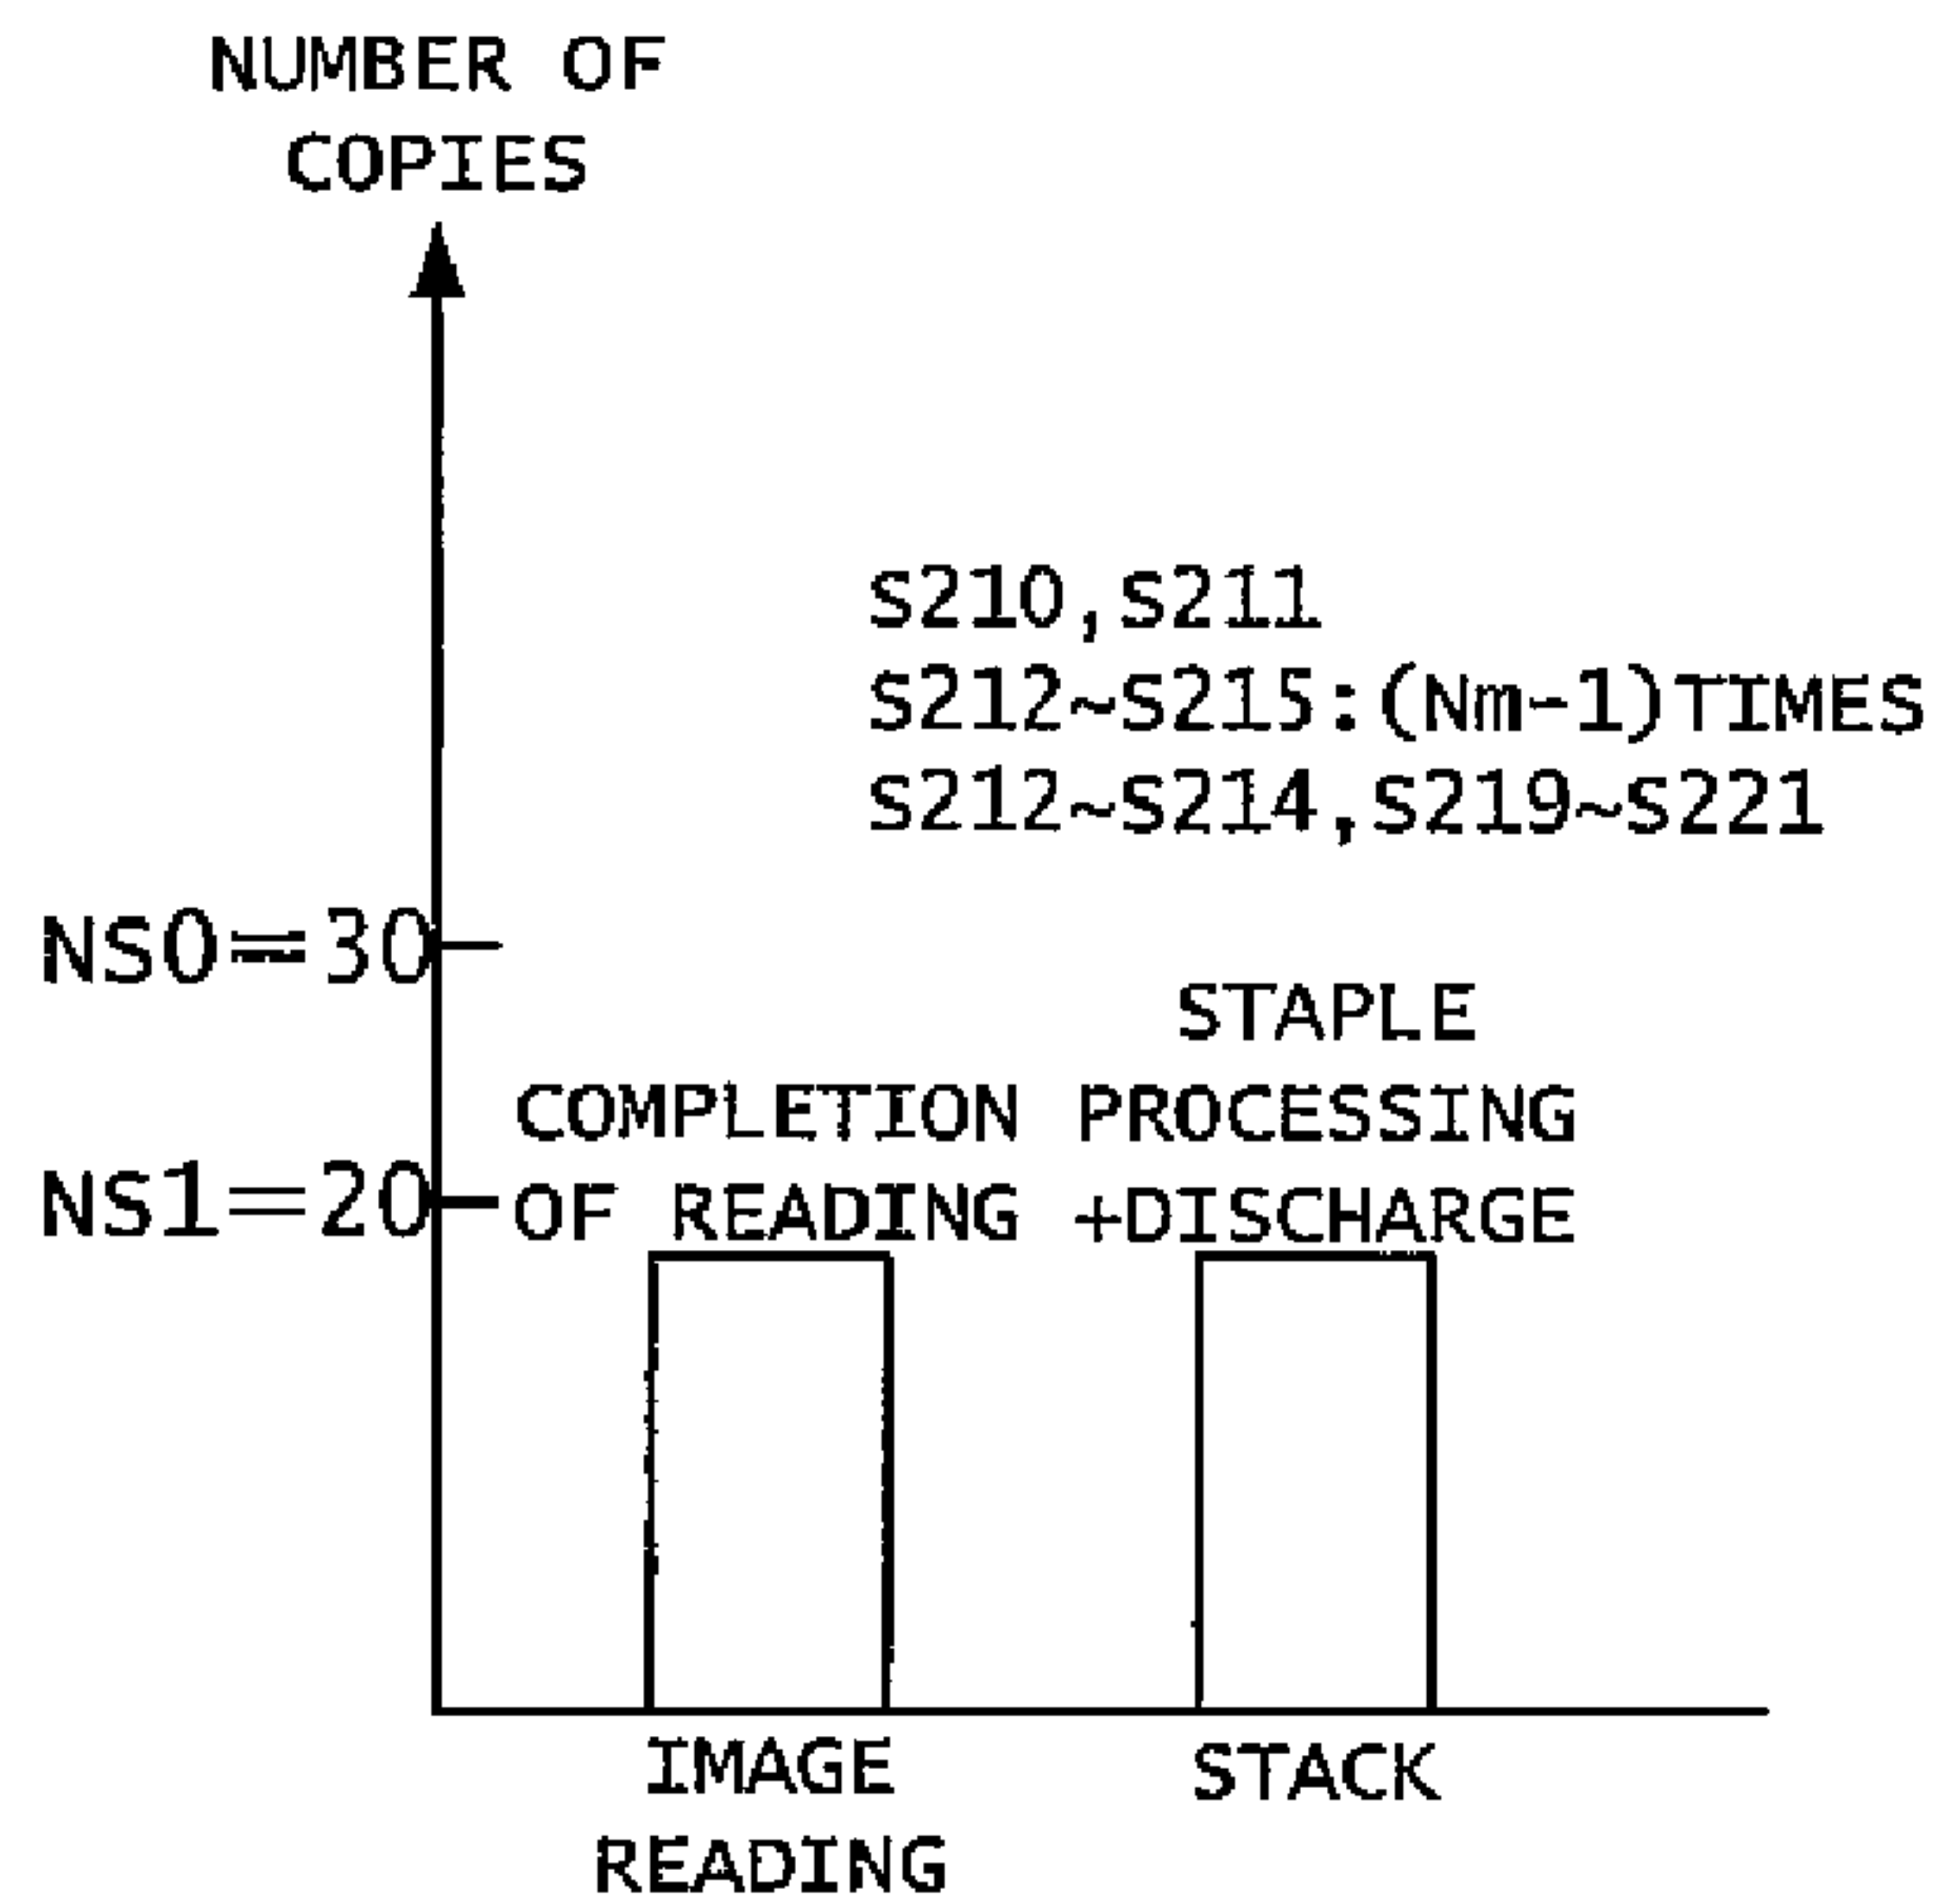 NUMBER OF
COPIES
S210,S211
S212~S215:(Nm-1)TIMES
S212~S214,S219~S221
NS0=30
STAPLE
COMPLETION PROCESSING
NS1=20 OF READING +DISCHARGE
IMAGE STACK
READING